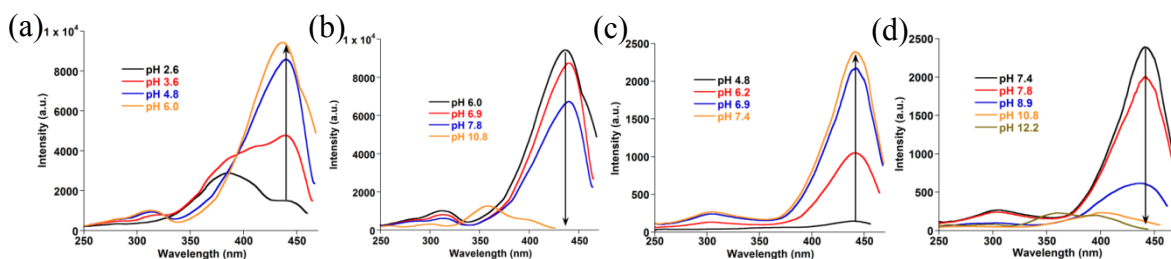 (a)
1 x 10⁴
8000
6000
4000
2000
0
250 300 350 400 450
Intensity (a.u.)
Wavelength (nm)
pH 2.6
pH 3.6
pH 4.8
pH 6.0
(b)
1 x 10⁴
8000
6000
4000
2000
0
250 300 350 400 450
Intensity (a.u.)
Wavelength (nm)
pH 6.0
pH 6.9
pH 7.8
pH 10.8
(c)
2500
2000
1500
1000
500
0
250 300 350 400 450
Intensity (a.u.)
Wavelength (nm)
pH 4.8
pH 6.2
pH 6.9
pH 7.4
(d)
2500
2000
1500
1000
500
0
250 300 350 400 450
Intensity (a.u.)
Wavelength (nm)
pH 7.4
pH 7.8
pH 8.9
pH 10.8
pH 12.2